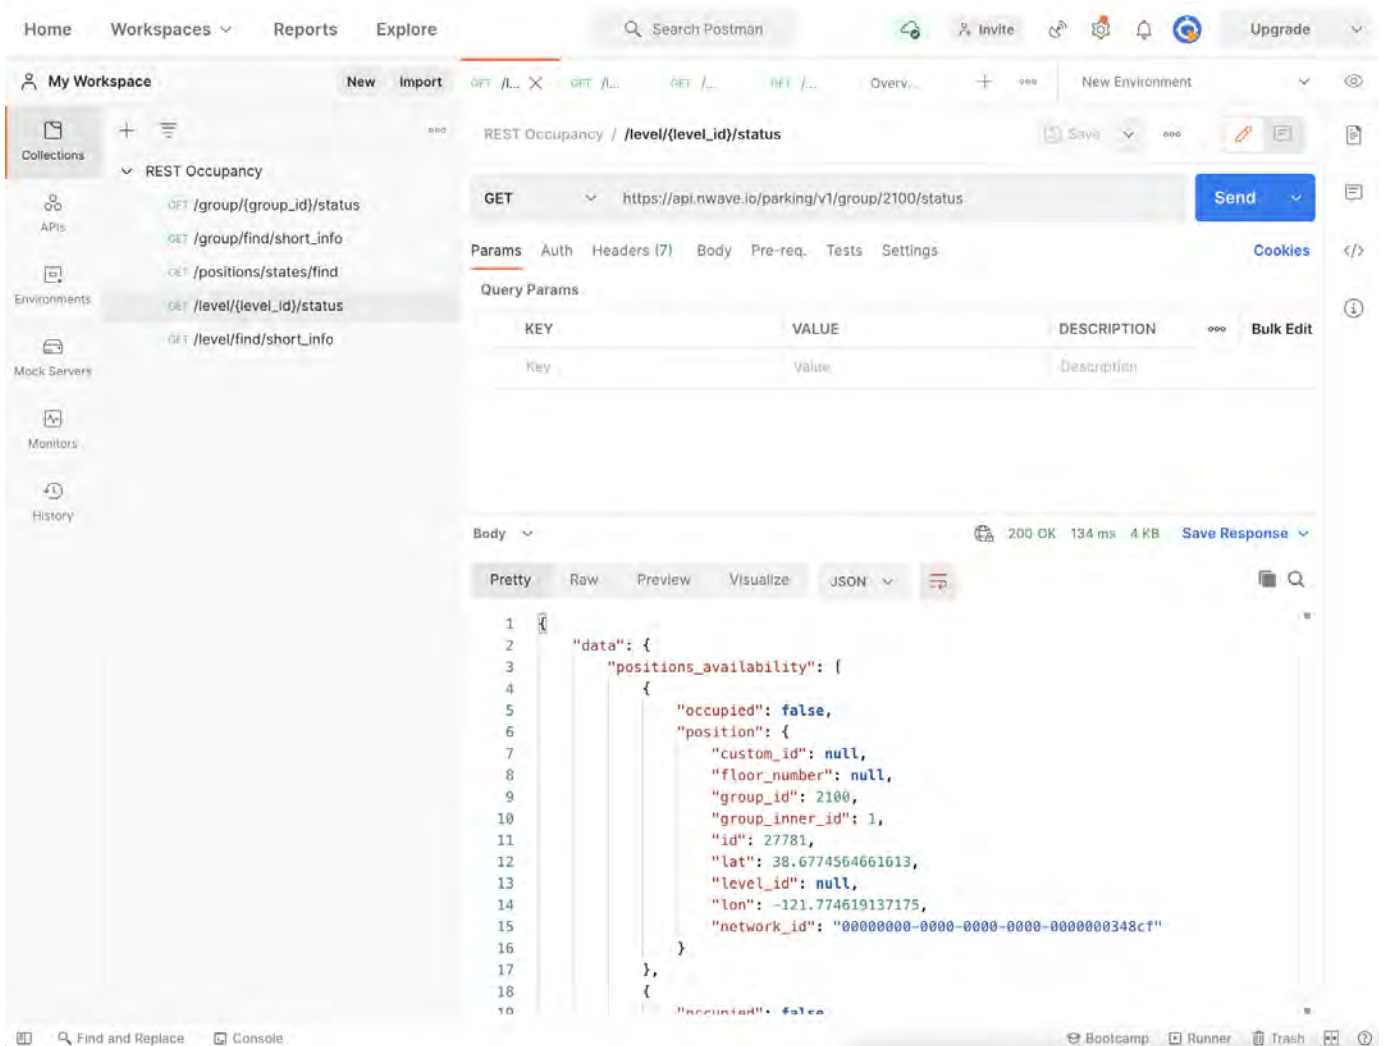 Home Workspaces Reports Explore Search Postman Invite Upgrade
My Workspace New Import GET /l... GET /l... GET /... GET /... Overv... New Environment
Collections
REST Occupancy / /level/{level_id}/status Save
REST Occupancy
GET /group/{group_id}/status
GET https://api.nwave.io/parking/v1/group/2100/status Send
APIs
GET /group/find/short_info
Params Auth Headers (7) Body Pre-req. Tests Settings Cookies
GET /positions/states/find
Environments
Query Params
GET /level/{level_id}/status
KEY VALUE DESCRIPTION Bulk Edit
GET /level/find/short_info
Key Value Description
Mock Servers
Monitors
History
Body 200 OK 134 ms 4 KB Save Response
Pretty Raw Preview Visualize JSON
1 {
2 "data": {
3 "positions_availability": [
4 {
5 "occupied": false,
6 "position": {
7 "custom_id": null,
8 "floor_number": null,
9 "group_id": 2100,
10 "group_inner_id": 1,
11 "id": 27781,
12 "lat": 38.6774564661613,
13 "level_id": null,
14 "lon": -121.774619137175,
15 "network_id": "00000000-0000-0000-0000-0000000348cf"
16 }
17 },
18 {
19 "occupied": false
Find and Replace Console Bootcamp Runner Trash